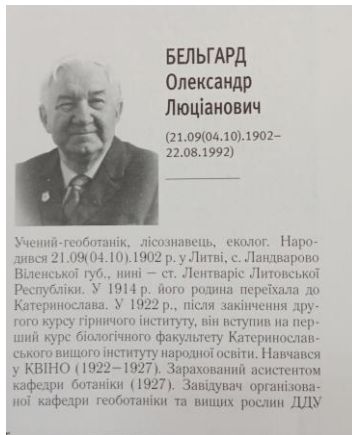 БЕЛЬГАРД
Олександр
Люціанович
(21.09(04.10).1902–
22.08.1992)
Учений-геоботанік, лісознавець, еколог. Наро-
дився 21.09(04.10).1902 р. у Литві, с. Ландварово
Віленської губ., нині – ст. Лентваріс Литовської
Республіки. У 1914 р. його родина переїхала до
Катеринослава. У 1922 р., після закінчення дру-
гого курсу гірничого інституту, він вступив на пер-
ший курс біологічного факультету Катеринослав-
ського вищого інституту народної освіти. Навчався
у КВІНО (1922–1927). Зарахований асистентом
кафедри ботаніки (1927). Завідувач організова-
ної кафедри геоботаніки та вищих рослин ДДУ